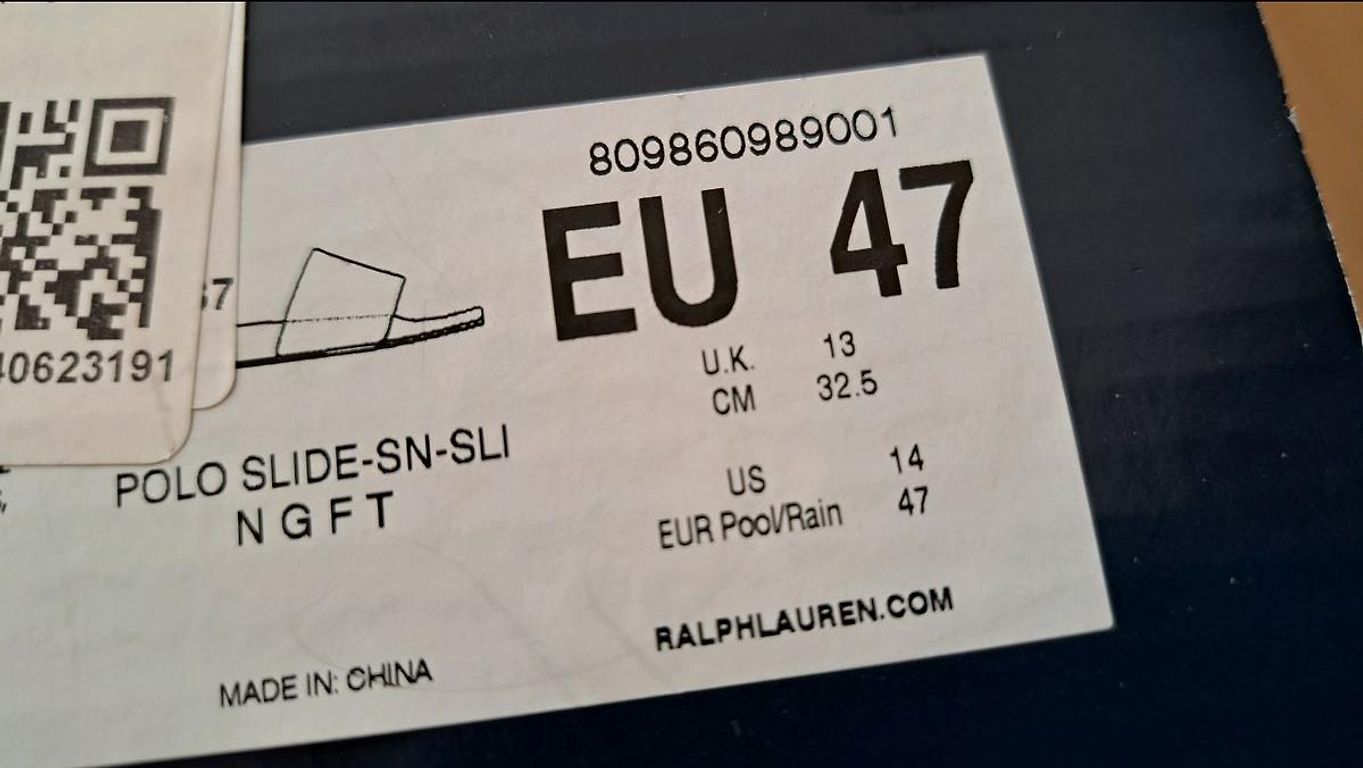 809860989001
EU 47
U.K. 13
CM 32.5
US 14
EUR Pool/Rain 47
RALPHLAUREN.COM
40623191
POLO SLIDE-SN-SLI
N G F T
MADE IN: CHINA